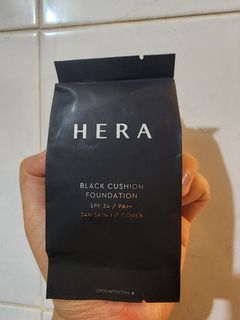 HERA
BLACK CUSHION
FOUNDATION
SPF 34 / PA++
24H SKIN FIT COVER
OPEN WITH THIS